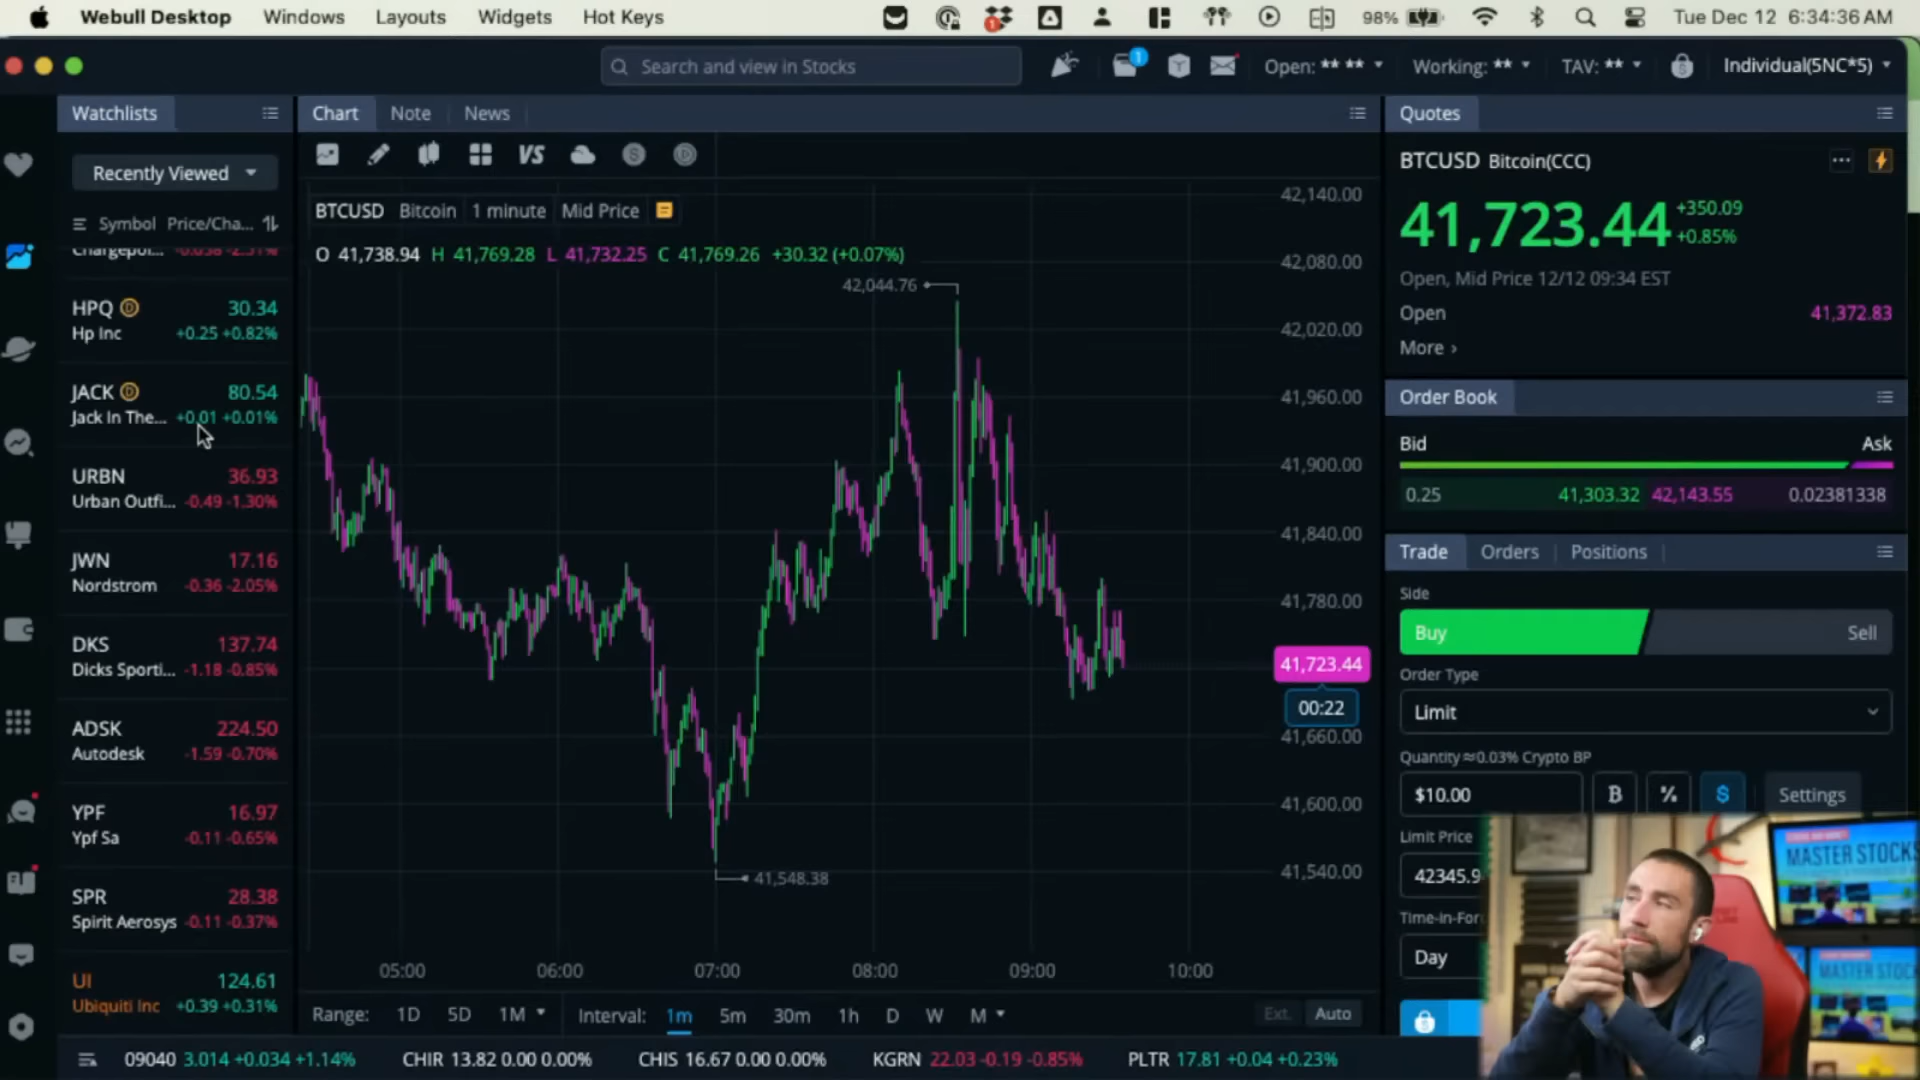 Webull Desktop Windows Layouts Widgets Hot Keys
1
98%
Tue Dec 12 6:34:36 AM
Search and view in Stocks
1
Open: ** **
Working: **
TAV: **
Individual(5NC*5)
Watchlists
Recently Viewed
Symbol Price/Cha...
Chargepoi... -0.058 -2.51%
HPQ D 30.34
Hp Inc +0.25 +0.82%
JACK D 80.54
Jack In The... +0.01 +0.01%
URBN 36.93
Urban Outfi... -0.49 -1.30%
JWN 17.16
Nordstrom -0.36 -2.05%
DKS 137.74
Dicks Sporti... -1.18 -0.85%
ADSK 224.50
Autodesk -1.59 -0.70%
YPF 16.97
Ypf Sa -0.11 -0.65%
SPR 28.38
Spirit Aerosys -0.11 -0.37%
UI 124.61
Ubiquiti Inc +0.39 +0.31%
Chart Note News
VS S D
BTCUSD Bitcoin 1 minute Mid Price
O 41,738.94 H 41,769.28 L 41,732.25 C 41,769.26 +30.32 (+0.07%)
42,044.76
41,548.38
42,140.00
42,080.00
42,020.00
41,960.00
41,900.00
41,840.00
41,780.00
41,723.44
00:22
41,660.00
41,600.00
41,540.00
05:00 06:00 07:00 08:00 09:00 10:00
Range: 1D 5D 1M Interval: 1m 5m 30m 1h D W M Ext. Auto
Quotes
BTCUSD Bitcoin(CCC)
41,723.44 +350.09
+0.85%
Open, Mid Price 12/12 09:34 EST
Open 41,372.83
More ›
Order Book
Bid Ask
0.25 41,303.32 42,143.55 0.02381338
Trade Orders Positions
Side
Buy Sell
Order Type
Limit
Quantity ≈0.03% Crypto BP
$10.00 B % $ Settings
Limit Price
42345.9
Time-In-For
Day
MASTER STOCKS
MASTER STOC
09040 3.014 +0.034 +1.14% CHIR 13.82 0.00 0.00% CHIS 16.67 0.00 0.00% KGRN 22.03 -0.19 -0.85% PLTR 17.81 +0.04 +0.23%